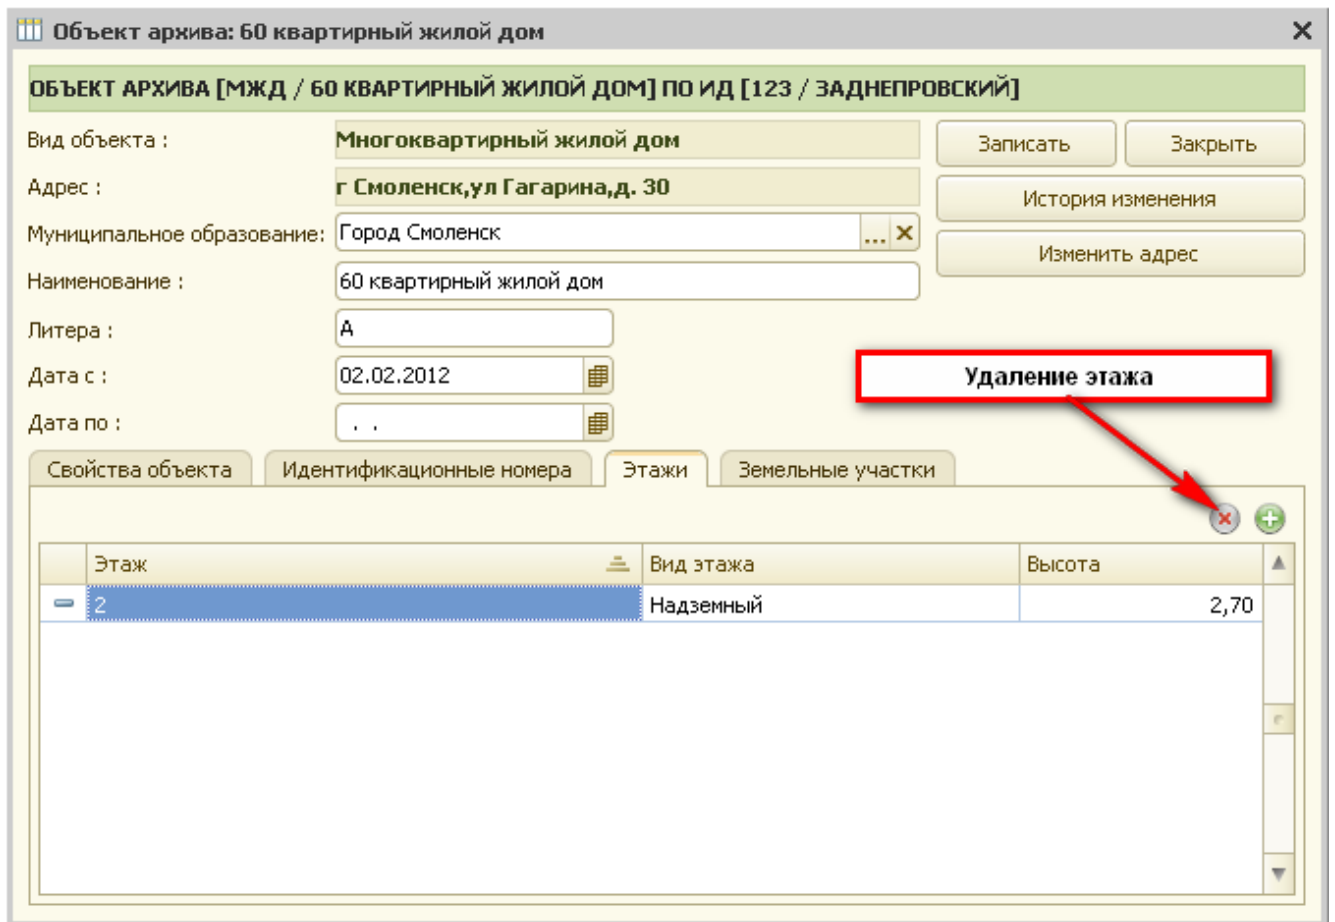 Объект архива: 60 квартирный жилой дом
ОБЪЕКТ АРХИВА [МЖД / 60 КВАРТИРНЫЙ ЖИЛОЙ ДОМ] ПО ИД [123 / ЗАДНЕПРОВСКИЙ]
Вид объекта : Многоквартирный жилой дом Записать Закрыть
Адрес : г Смоленск,ул Гагарина,д. 30 История изменения
Муниципальное образование: Город Смоленск ...
Изменить адрес
Наименование : 60 квартирный жилой дом
Литера : А
Дата с : 02.02.2012 Удаление этажа
Дата по : . .
Свойства объекта Идентификационные номера Этажи Земельные участки
Этаж Вид этажа Высота
2 Надземный 2,70